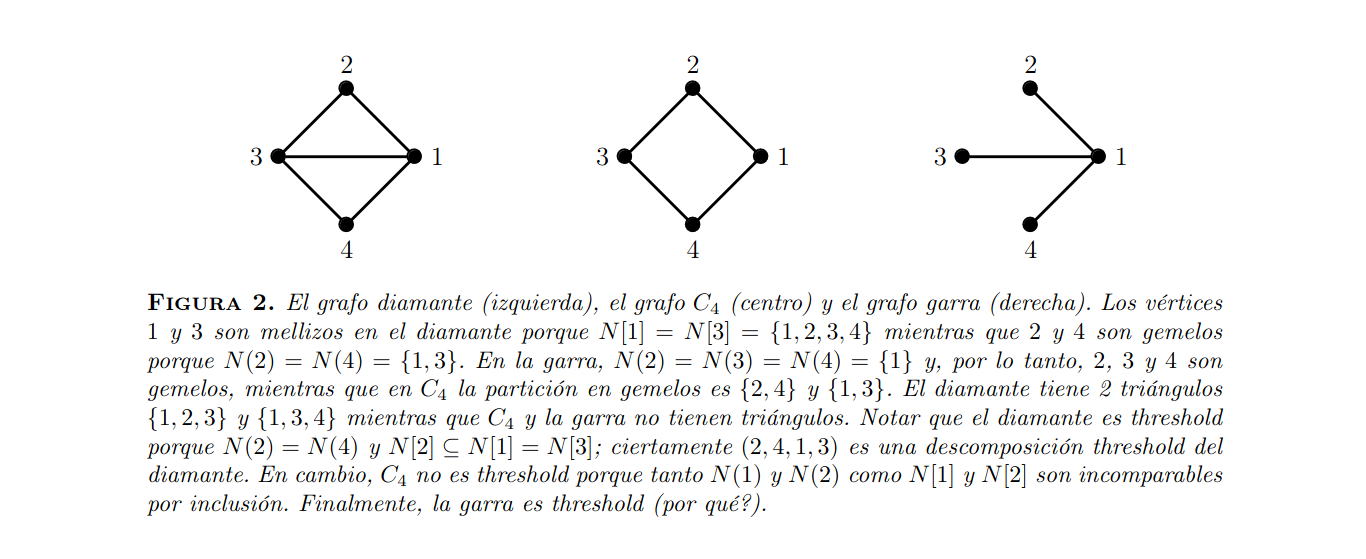 2 2 2
3 1 3 1 3 1
4 4 4
FIGURA 2. El grafo diamante (izquierda), el grafo C₄ (centro) y el grafo garra (derecha). Los vértices
1 y 3 son mellizos en el diamante porque N[1] = N[3] = {1, 2, 3, 4} mientras que 2 y 4 son gemelos
porque N(2) = N(4) = {1, 3}. En la garra, N(2) = N(3) = N(4) = {1} y, por lo tanto, 2, 3 y 4 son
gemelos, mientras que en C₄ la partición en gemelos es {2, 4} y {1, 3}. El diamante tiene 2 triángulos
{1, 2, 3} y {1, 3, 4} mientras que C₄ y la garra no tienen triángulos. Notar que el diamante es threshold
porque N(2) = N(4) y N[2] ⊆ N[1] = N[3]; ciertamente (2, 4, 1, 3) es una descomposición threshold del
diamante. En cambio, C₄ no es threshold porque tanto N(1) y N(2) como N[1] y N[2] son incomparables
por inclusión. Finalmente, la garra es threshold (por qué?).